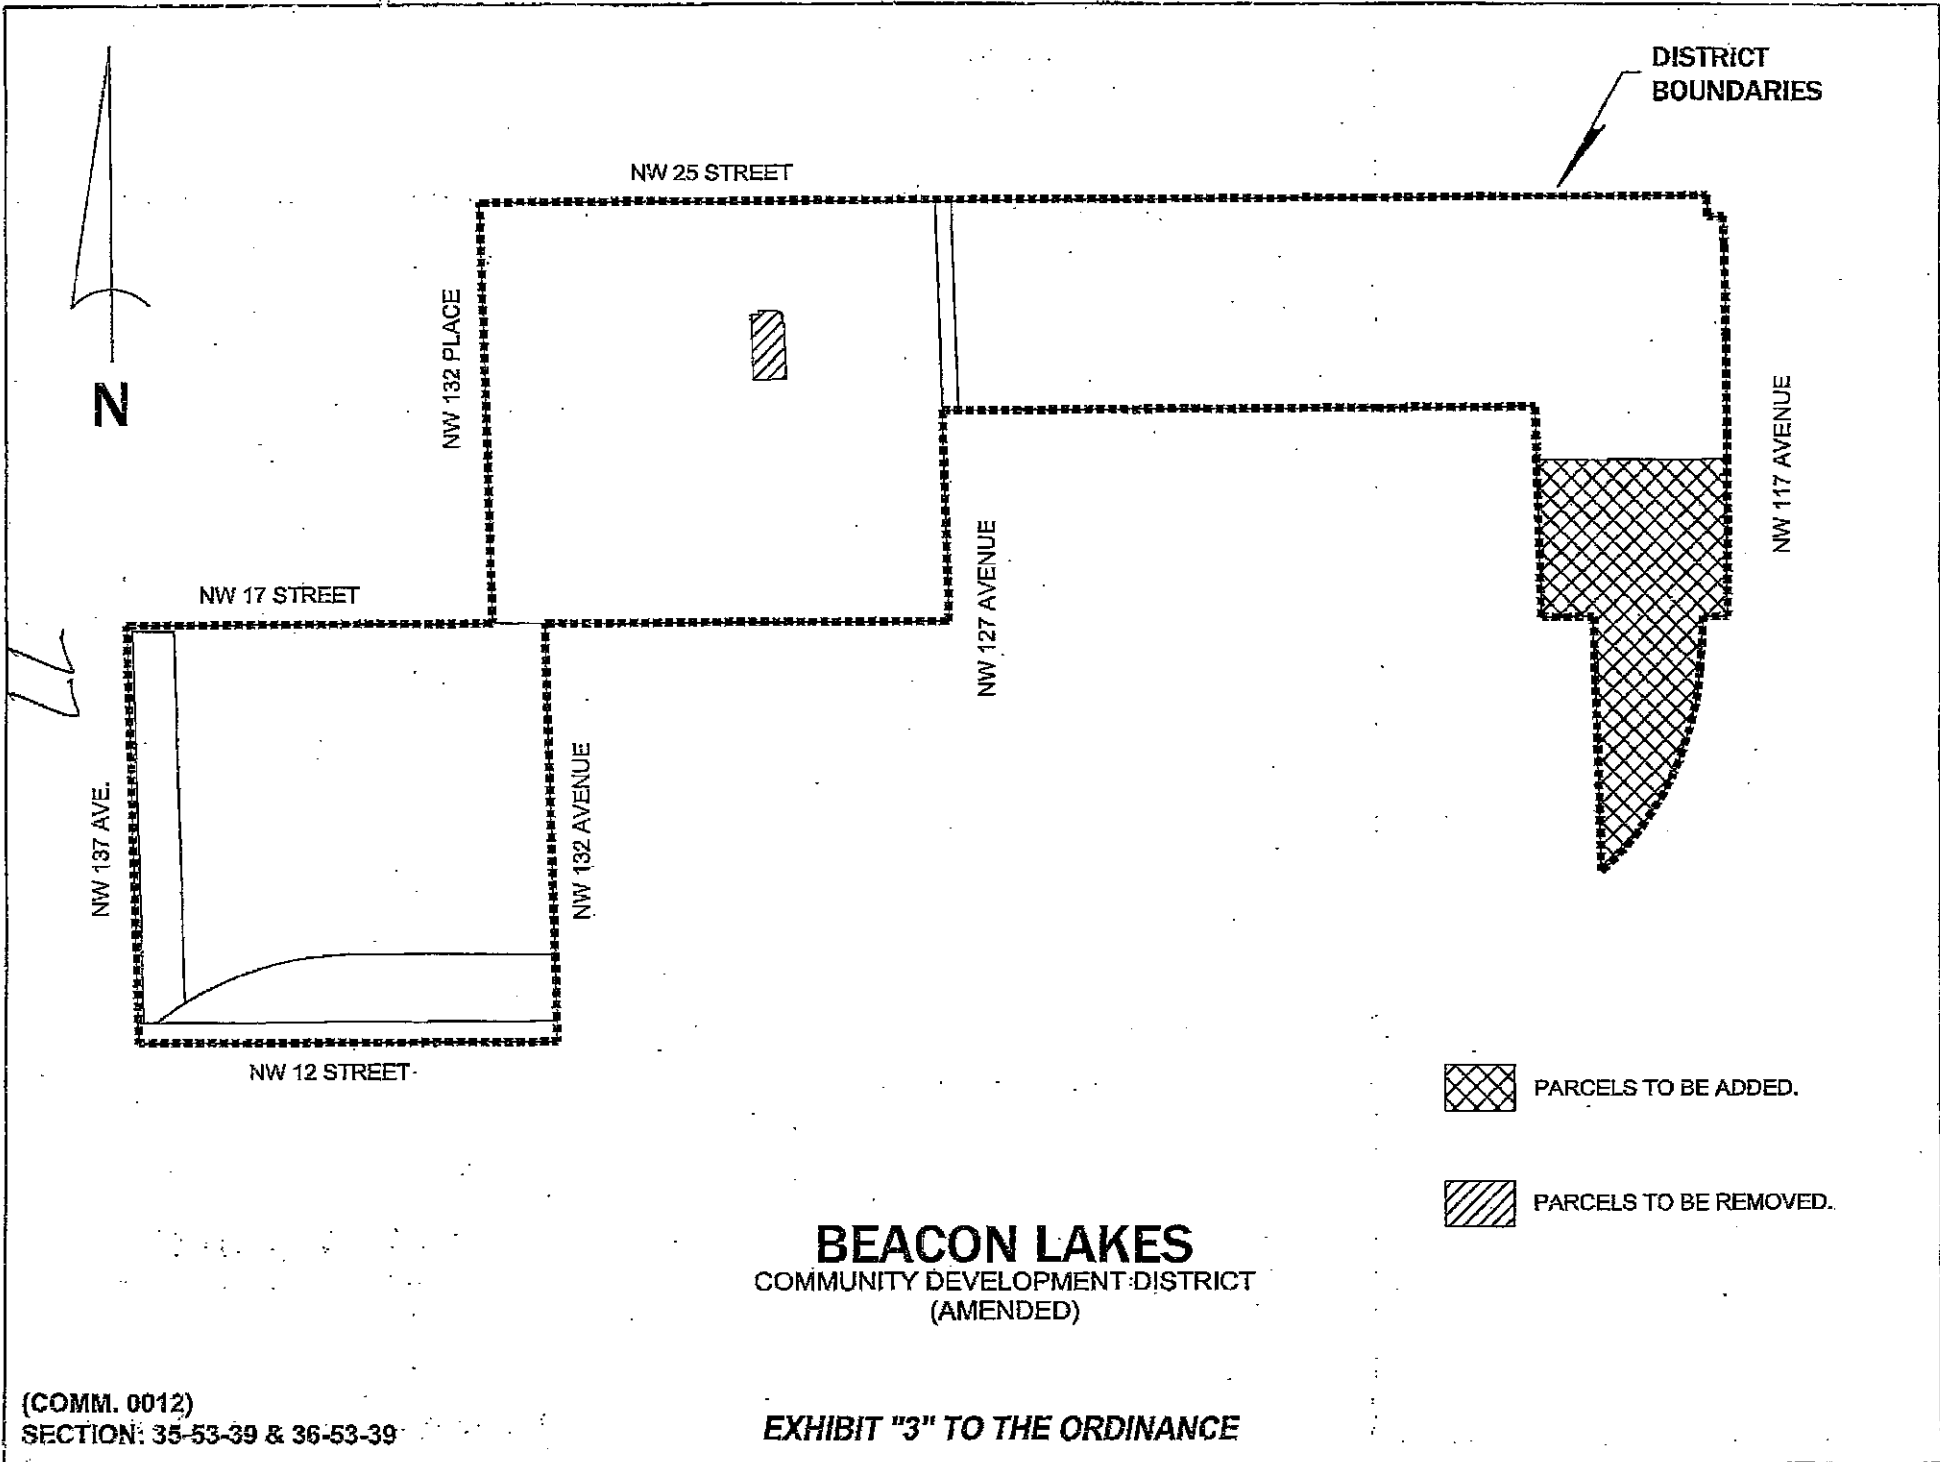 DISTRICT
BOUNDARIES
NW 25 STREET
NW 132 PLACE
N
NW 117 AVENUE
NW 17 STREET
NW 127 AVENUE
NW 137 AVE.
NW 132 AVENUE
NW 12 STREET
PARCELS TO BE ADDED.
PARCELS TO BE REMOVED.
BEACON LAKES
COMMUNITY DEVELOPMENT DISTRICT
(AMENDED)
(COMM. 0012)
SECTION: 35-53-39 & 36-53-39
EXHIBIT "3" TO THE ORDINANCE